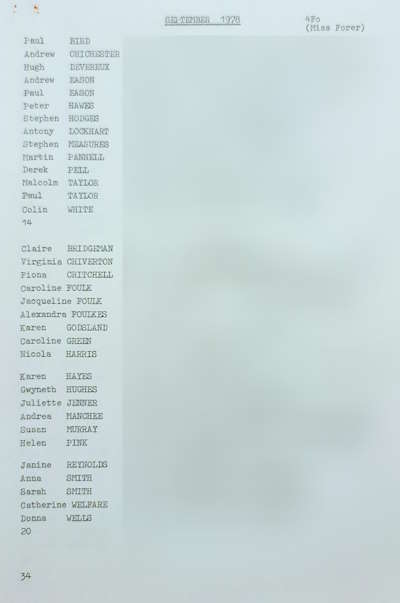 SEPTEMBER 1978
4Fo
(Miss Forer)
Paul BIRD
Andrew CHICHESTER
Hugh DEVEREUX
Andrew EASON
Paul EASON
Peter HAWES
Stephen HODGES
Antony LOCKHART
Stephen MEASURES
Martin PANNELL
Derek PELL
Malcolm TAYLOR
Paul TAYLOR
Colin WHITE
14
Claire BRIDGEMAN
Virginia CHIVERTON
Fiona CRITCHELL
Caroline FOULK
Jacqueline FOULK
Alexandra FOULKES
Karen GODSLAND
Caroline GREEN
Nicola HARRIS
Karen HAYES
Gwyneth HUGHES
Juliette JENNER
Andrea MANCHEE
Susan MURRAY
Helen PINK
Janine REYNOLDS
Anna SMITH
Sarah SMITH
Catherine WELFARE
Donna WELLS
20
34